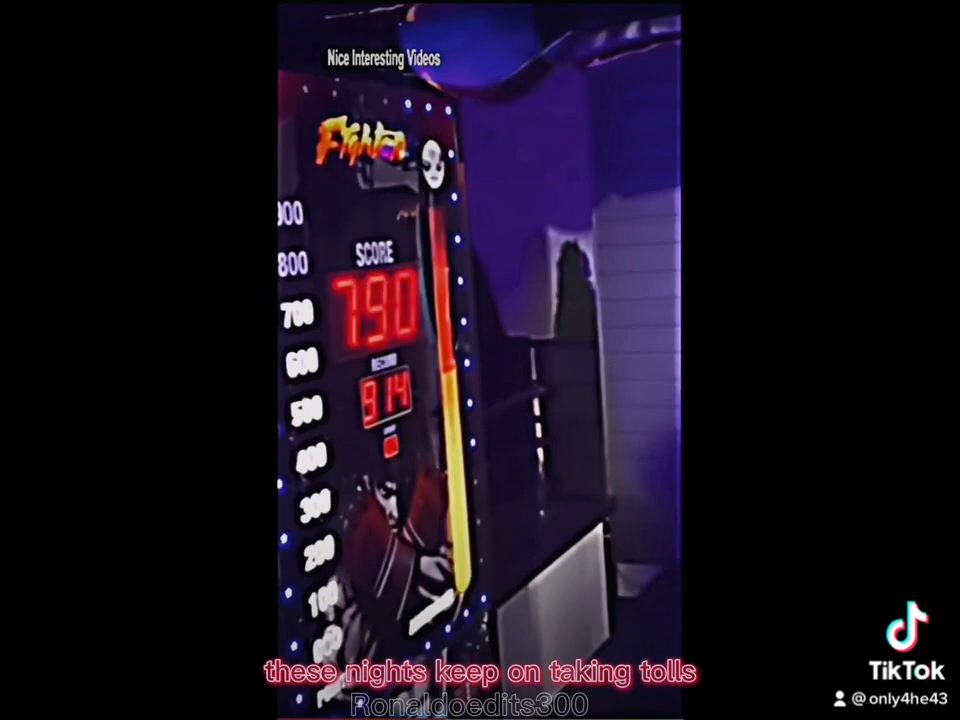 Nice Interesting Videos
Fighter
900
800
SCORE
790
700
RECORD
914
600
500
400
300
200
100
these nights keep on taking tolls
Ronaldoedits300
TikTok
@only4he43